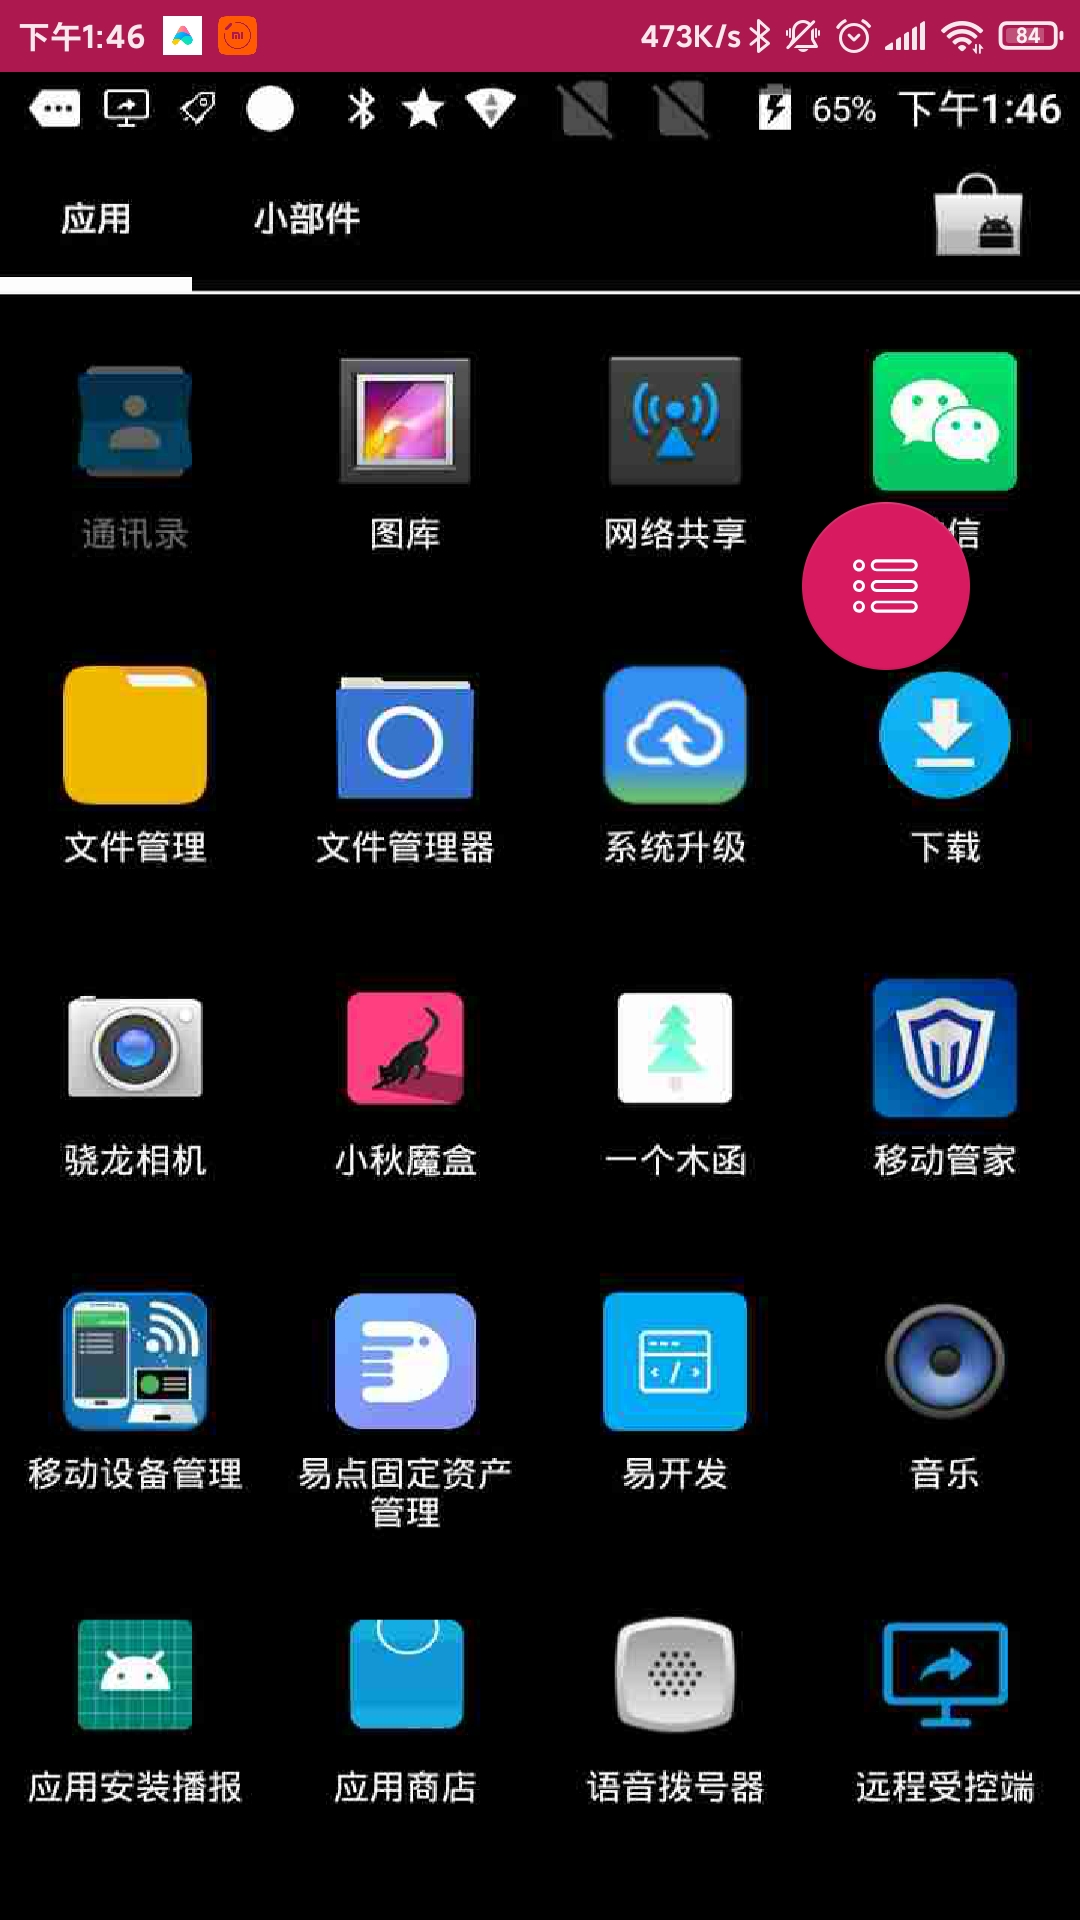 下午1:46
473K/s
84
65%
下午1:46
应用
小部件
通讯录
图库
网络共享
信
文件管理
文件管理器
系统升级
下载
骁龙相机
小秋魔盒
一个木函
移动管家
移动设备管理
易点固定资产
管理
易开发
音乐
应用安装播报
应用商店
语音拨号器
远程受控端